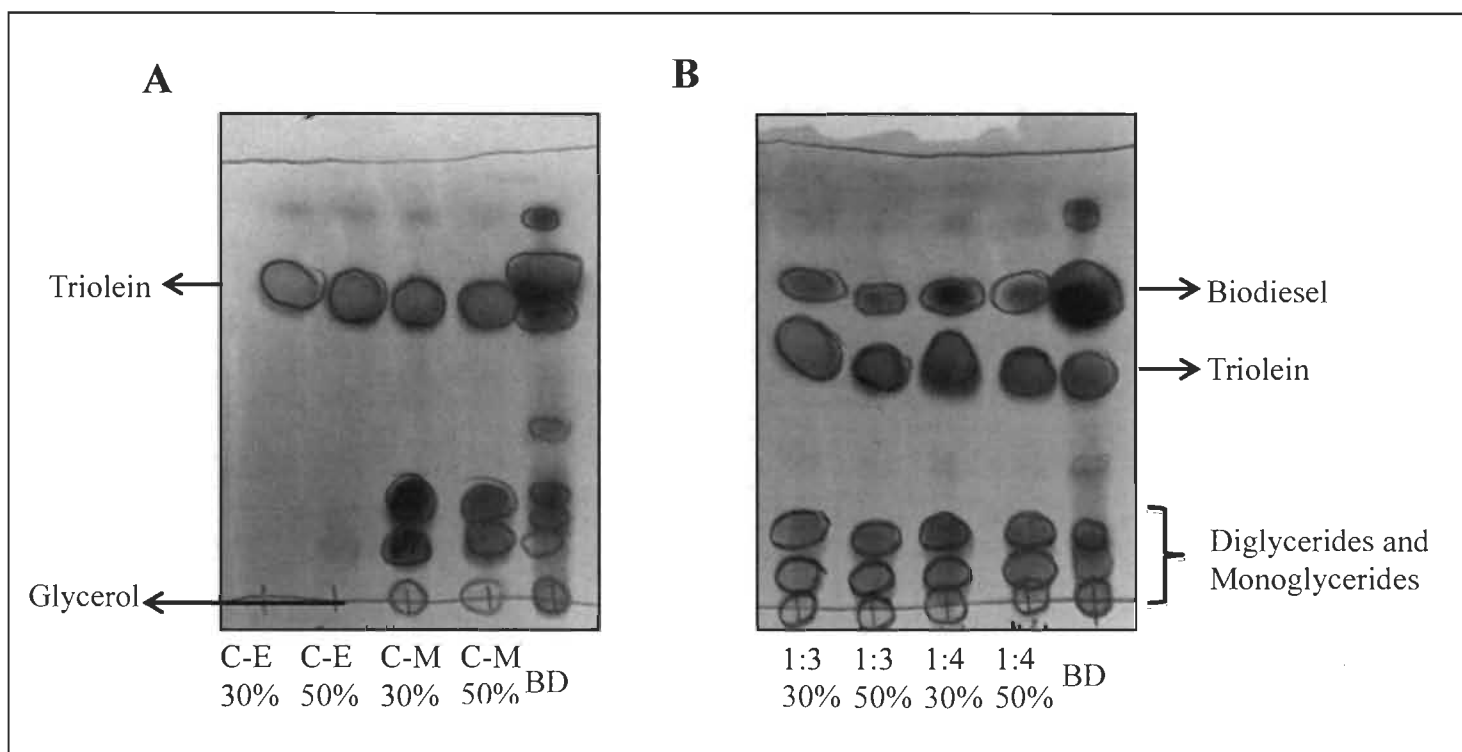 A
B
Triolein
Glycerol
Biodiesel
Triolein
Diglycerides and
Monoglycerides
C-E C-E C-M C-M BD
30% 50% 30% 50%
1:3 1:3 1:4 1:4 BD
30% 50% 30% 50%